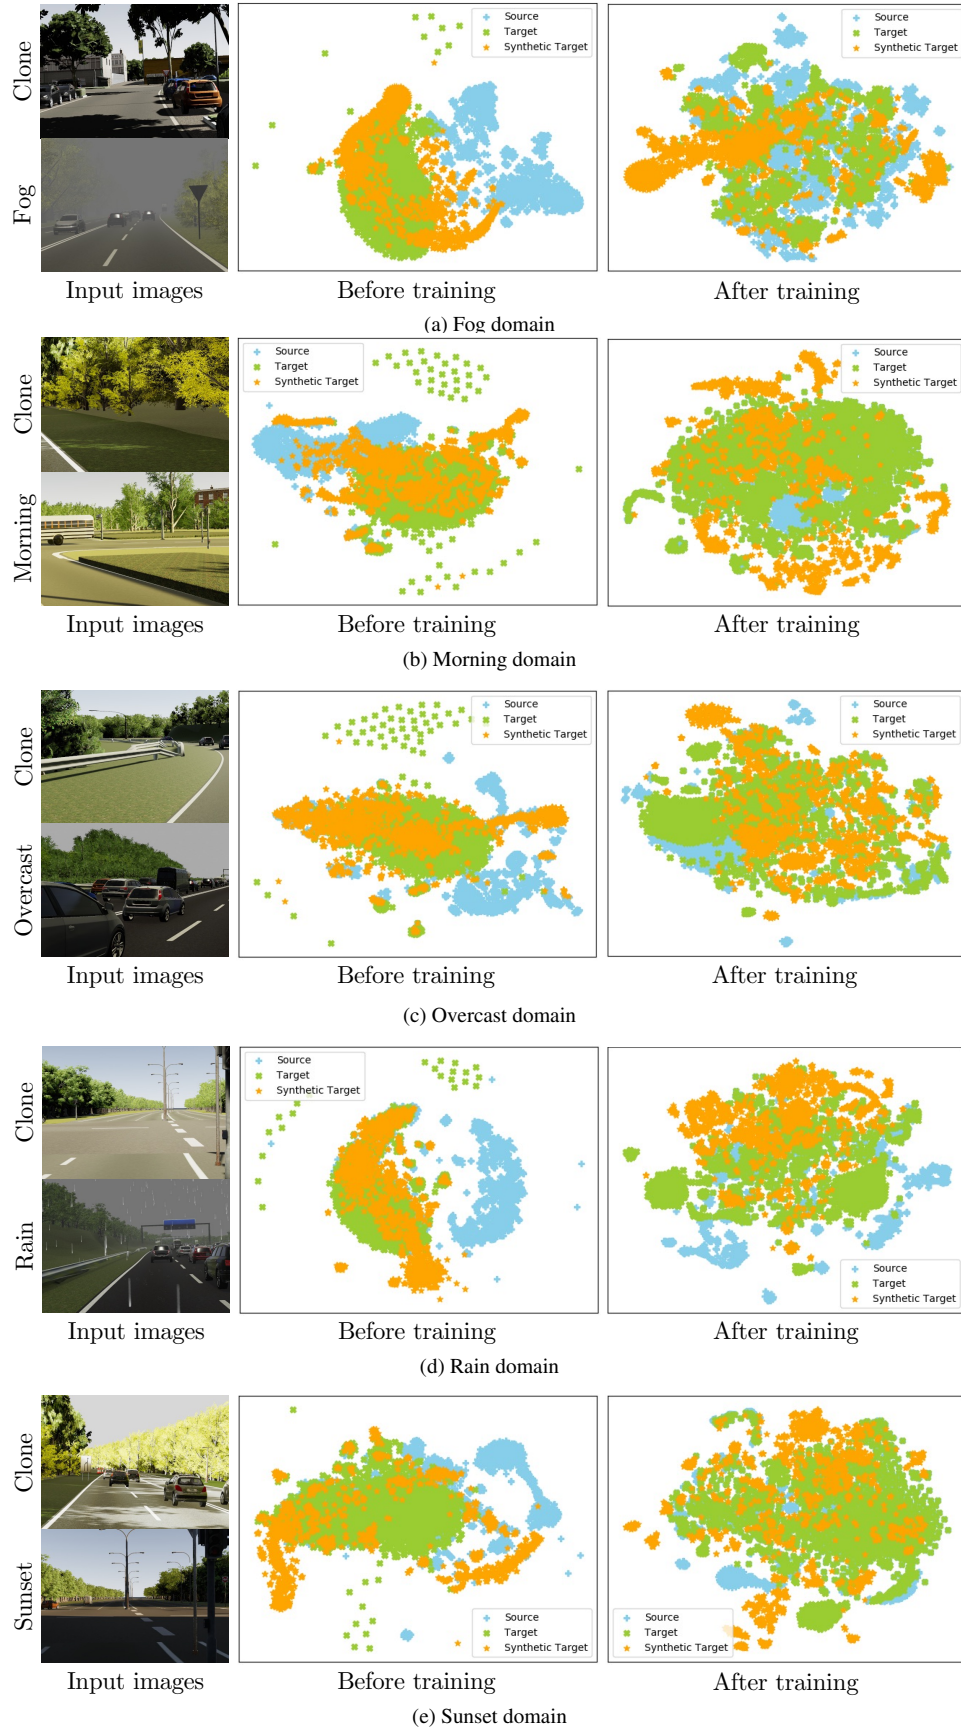 Clone
Source
Target
Synthetic Target
Source
Target
Synthetic Target
Fog
Input images
Before training
After training
(a) Fog domain
Clone
Source
Target
Synthetic Target
Source
Target
Synthetic Target
Morning
Input images
Before training
After training
(b) Morning domain
Clone
Source
Target
Synthetic Target
Source
Target
Synthetic Target
Overcast
Input images
Before training
After training
(c) Overcast domain
Clone
Source
Target
Synthetic Target
Rain
Source
Target
Synthetic Target
Input images
Before training
After training
(d) Rain domain
Clone
Sunset
Source
Target
Synthetic Target
Source
Target
Synthetic Target
Input images
Before training
After training
(e) Sunset domain